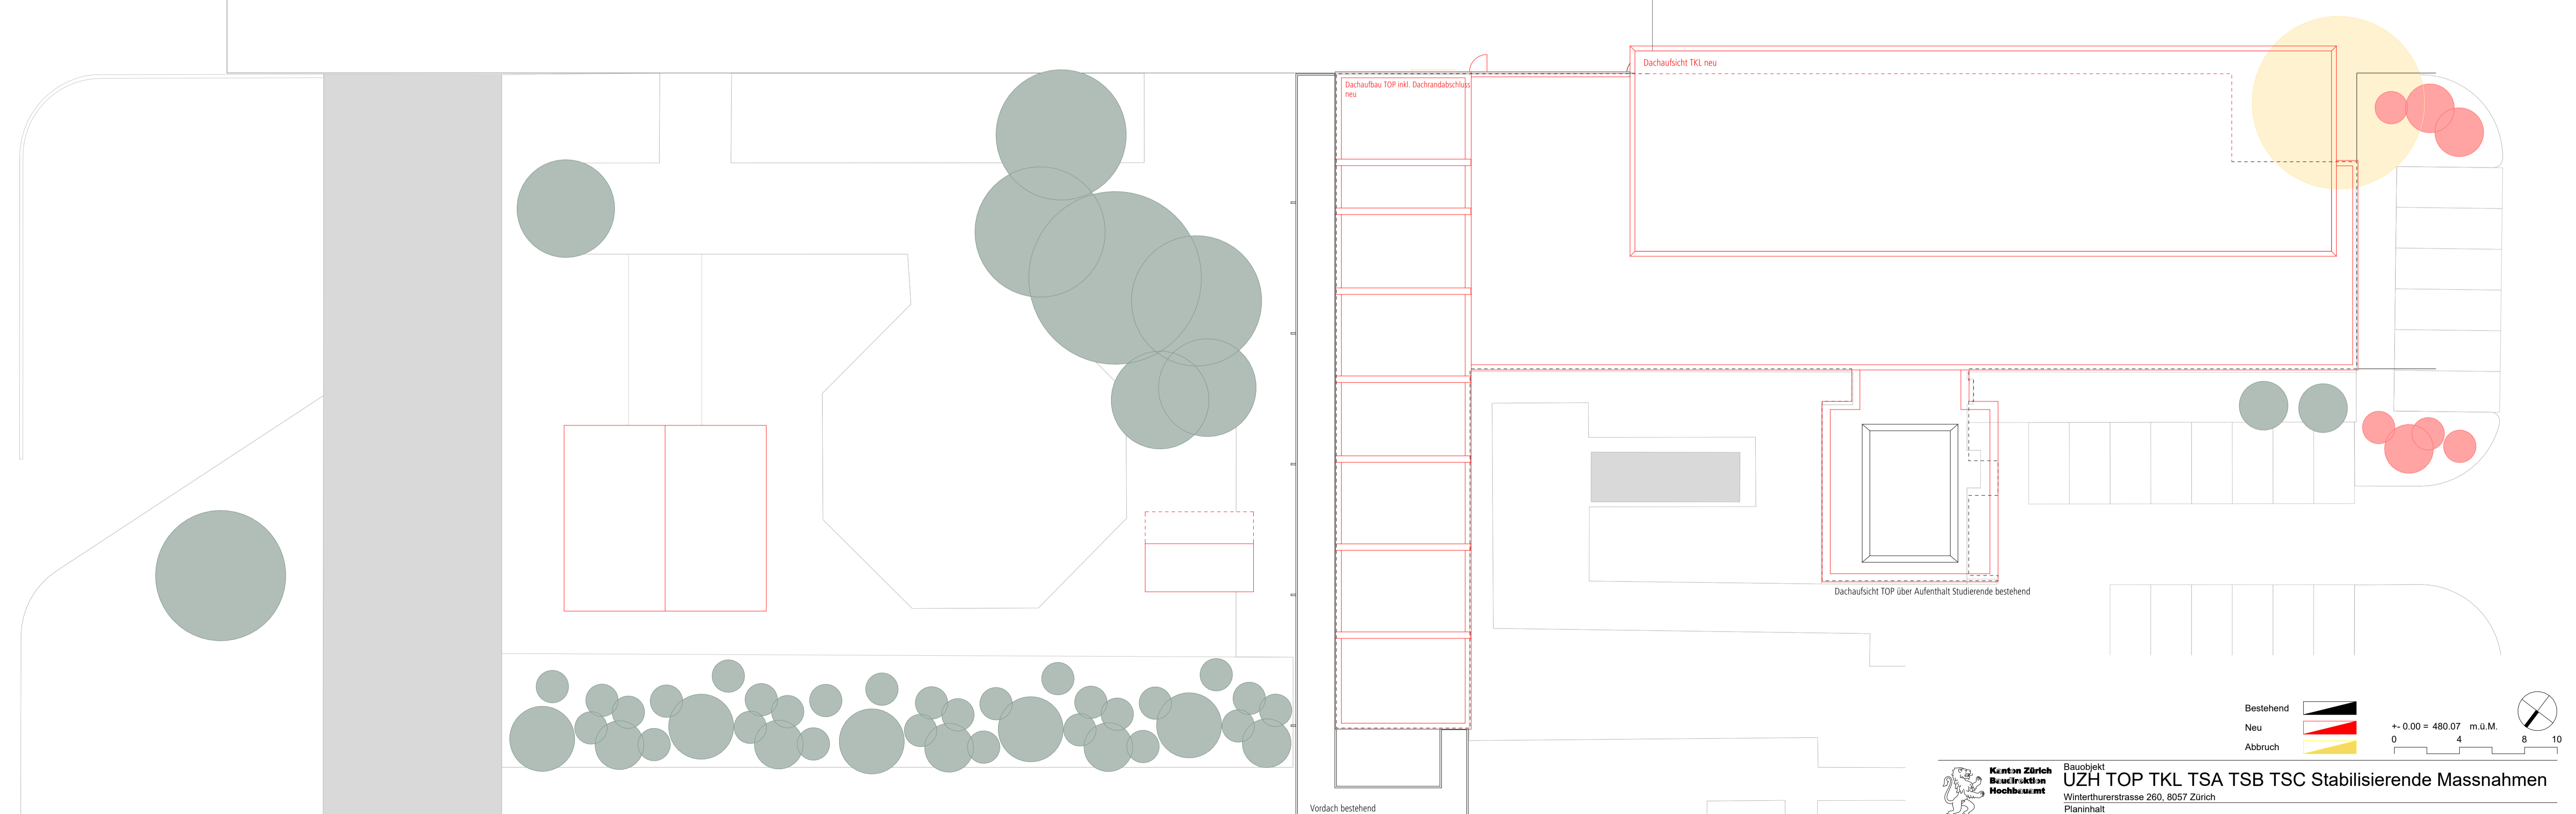 Dachaufsicht TKL neu
Dachaufbau TOP inkl. Dachrandabschluss
neu
Dachaufsicht TOP über Aufenthalt Studierende bestehend
Vordach bestehend
Bestehend
Neu
Abbruch
+- 0.00 = 480.07 m.ü.M.
0 4 8 10
Kanton Zürich
Baudirektion
Hochbauamt
Bauobjekt
UZH TOP TKL TSA TSB TSC Stabilisierende Massnahmen
Winterthurerstrasse 260, 8057 Zürich
Planinhalt